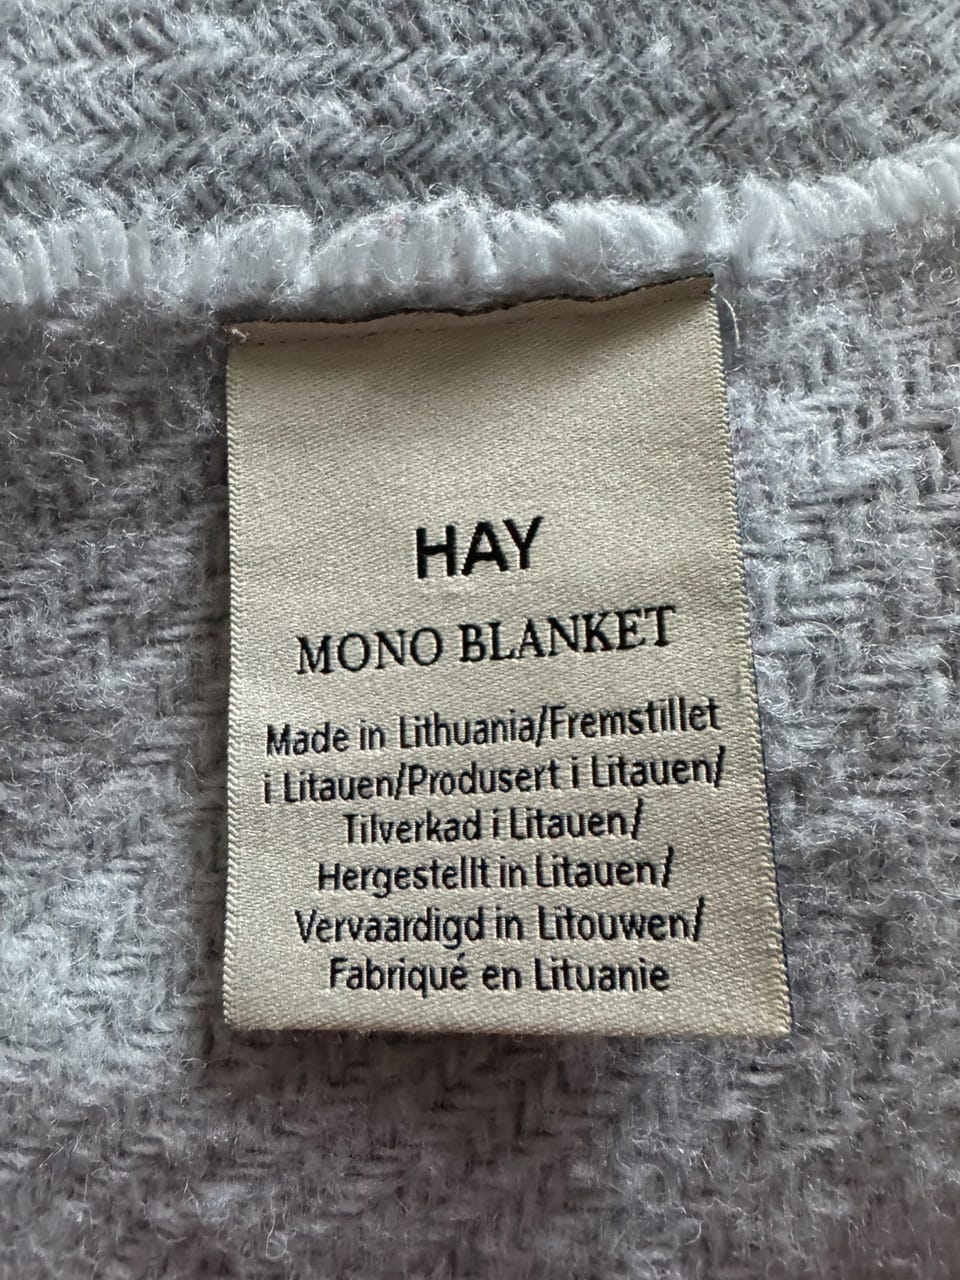 HAY
MONO BLANKET
Made in Lithuania/Fremstillet
i Litauen/Produsert i Litauen/
Tilverkad i Litauen/
Hergestellt in Litauen/
Vervaardigd in Litouwen/
Fabriqué en Lituanie